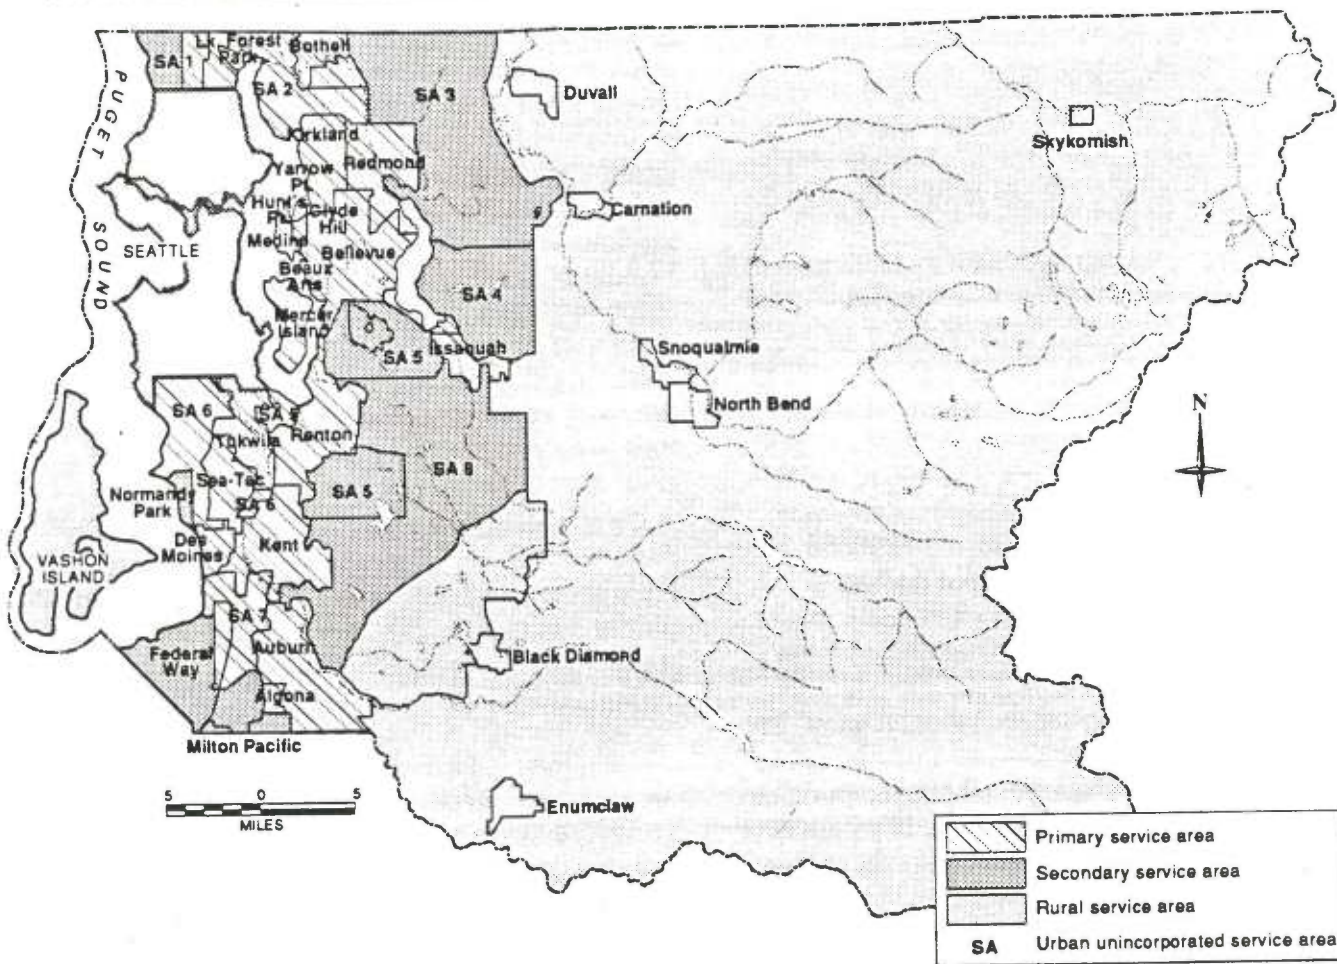 Lk. Forest
Park
Bothell
SA 1
SA 2
SA 3
Duvall
Skykomish
PUGET SOUND
Kirkland
Redmond
Yarrow
Pt.
Hunt's
Pt.
Clyde
Hill
Carnation
Medina
SEATTLE
Bellevue
Beaux
Arts
SA 4
Mercer
Island
SA 5
Issaquah
Snoqualmie
North Bend
N
SA 6
Tukwila
Renton
Sea-Tac
SA 6
SA 5
SA 8
Normandy
Park
Des
Moines
Kent
VASHON
ISLAND
SA 7
Federal
Way
Auburn
Black Diamond
Algona
Milton Pacific
5 0 5
MILES
Enumclaw
Primary service area
Secondary service area
Rural service area
SA Urban unincorporated service area